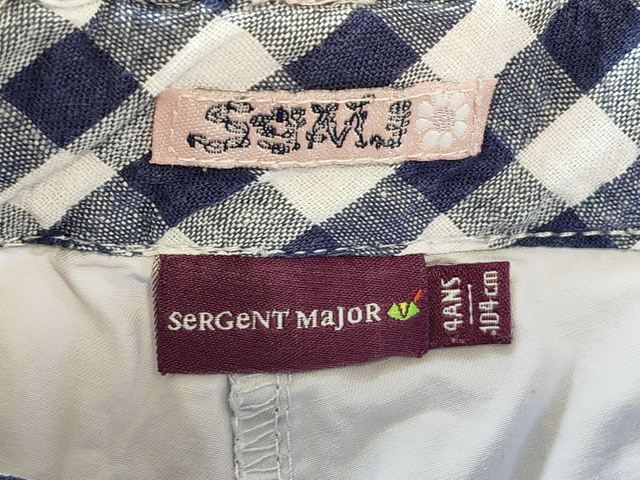 SGMJ
SeRGeNT MaJoR
4ANS
104cm